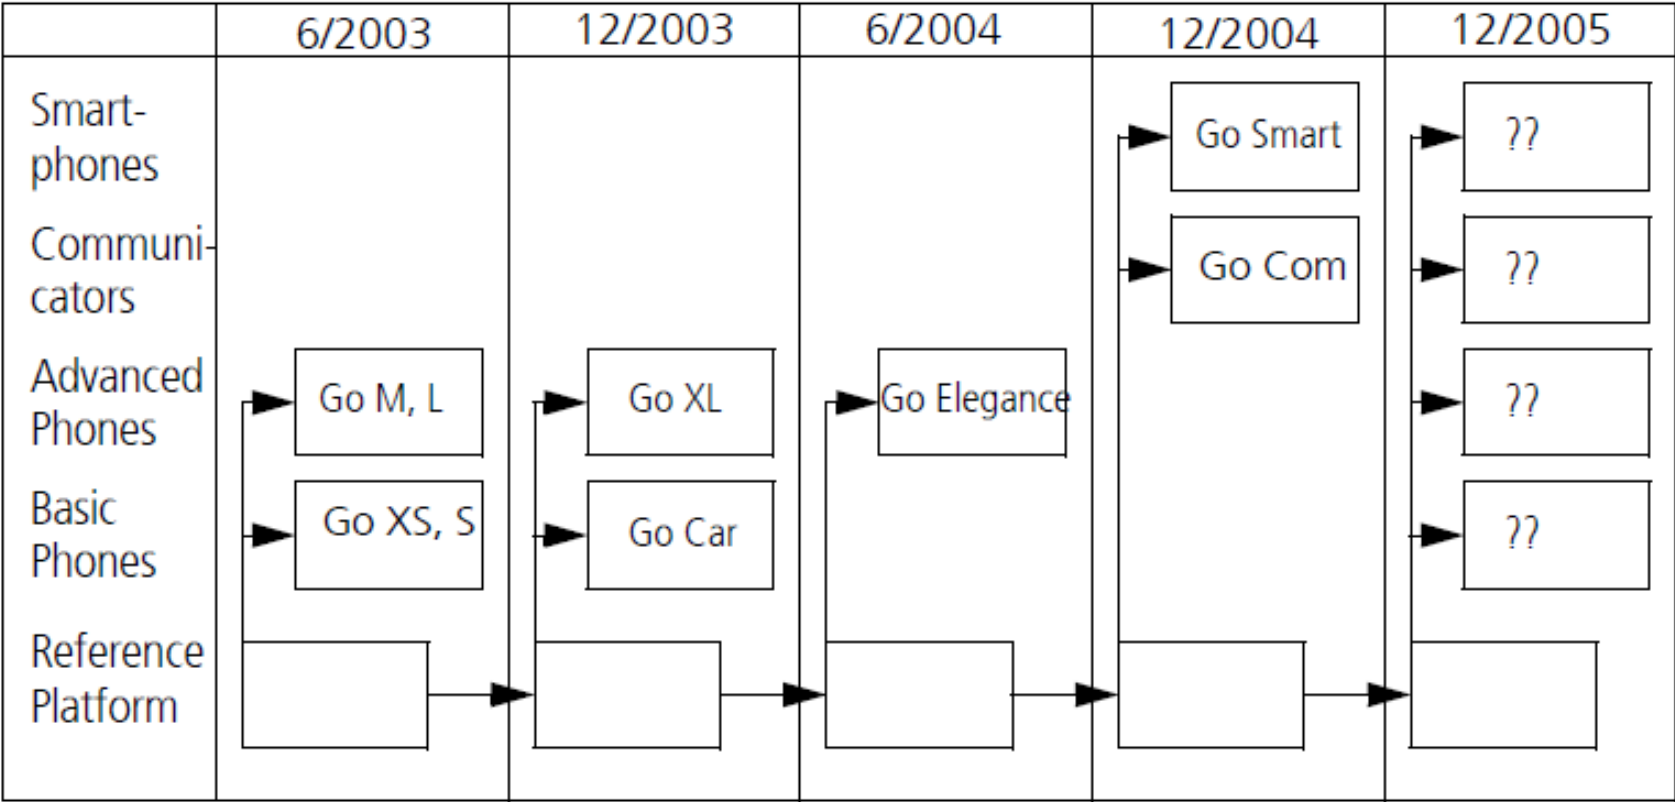 6/2003 12/2003 6/2004 12/2004 12/2005
Smart-
phones
Go Smart ??
Communi-
cators
Go Com ??
Advanced
Phones
Go M, L Go XL Go Elegance ??
Basic
Phones
Go XS, S Go Car ??
Reference
Platform